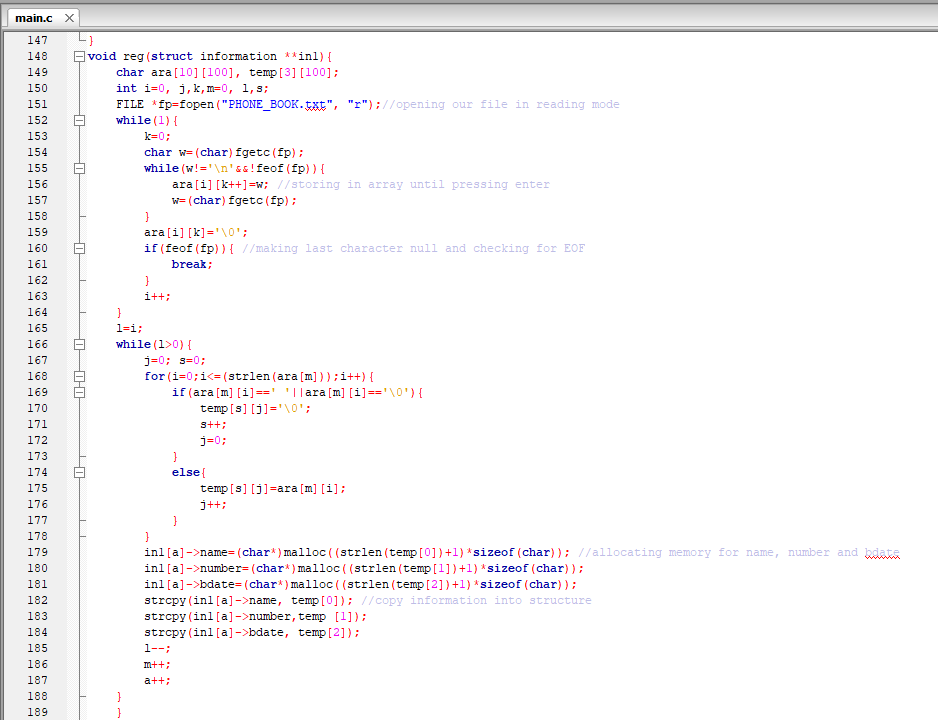 main.c
147 }
148 void reg(struct information **in1){
149 char ara[10][100], temp[3][100];
150 int i=0, j,k,m=0, l,s;
151 FILE *fp=fopen("PHONE_BOOK.txt", "r");//opening our file in reading mode
152 while(1){
153 k=0;
154 char w=(char)fgetc(fp);
155 while(w!='\n'&&!feof(fp)){
156 ara[i][k++]=w; //storing in array until pressing enter
157 w=(char)fgetc(fp);
158 }
159 ara[i][k]='\0';
160 if(feof(fp)){ //making last character null and checking for EOF
161 break;
162 }
163 i++;
164 }
165 l=i;
166 while(l>0){
167 j=0; s=0;
168 for(i=0;i<=(strlen(ara[m]));i++){
169 if(ara[m][i]==' '||ara[m][i]=='\0'){
170 temp[s][j]='\0';
171 s++;
172 j=0;
173 }
174 else{
175 temp[s][j]=ara[m][i];
176 j++;
177 }
178 }
179 in1[a]->name=(char*)malloc((strlen(temp[0])+1)*sizeof(char)); //allocating memory for name, number and bdate
180 in1[a]->number=(char*)malloc((strlen(temp[1])+1)*sizeof(char));
181 in1[a]->bdate=(char*)malloc((strlen(temp[2])+1)*sizeof(char));
182 strcpy(in1[a]->name, temp[0]); //copy information into structure
183 strcpy(in1[a]->number,temp [1]);
184 strcpy(in1[a]->bdate, temp[2]);
185 l--;
186 m++;
187 a++;
188 }
189 }